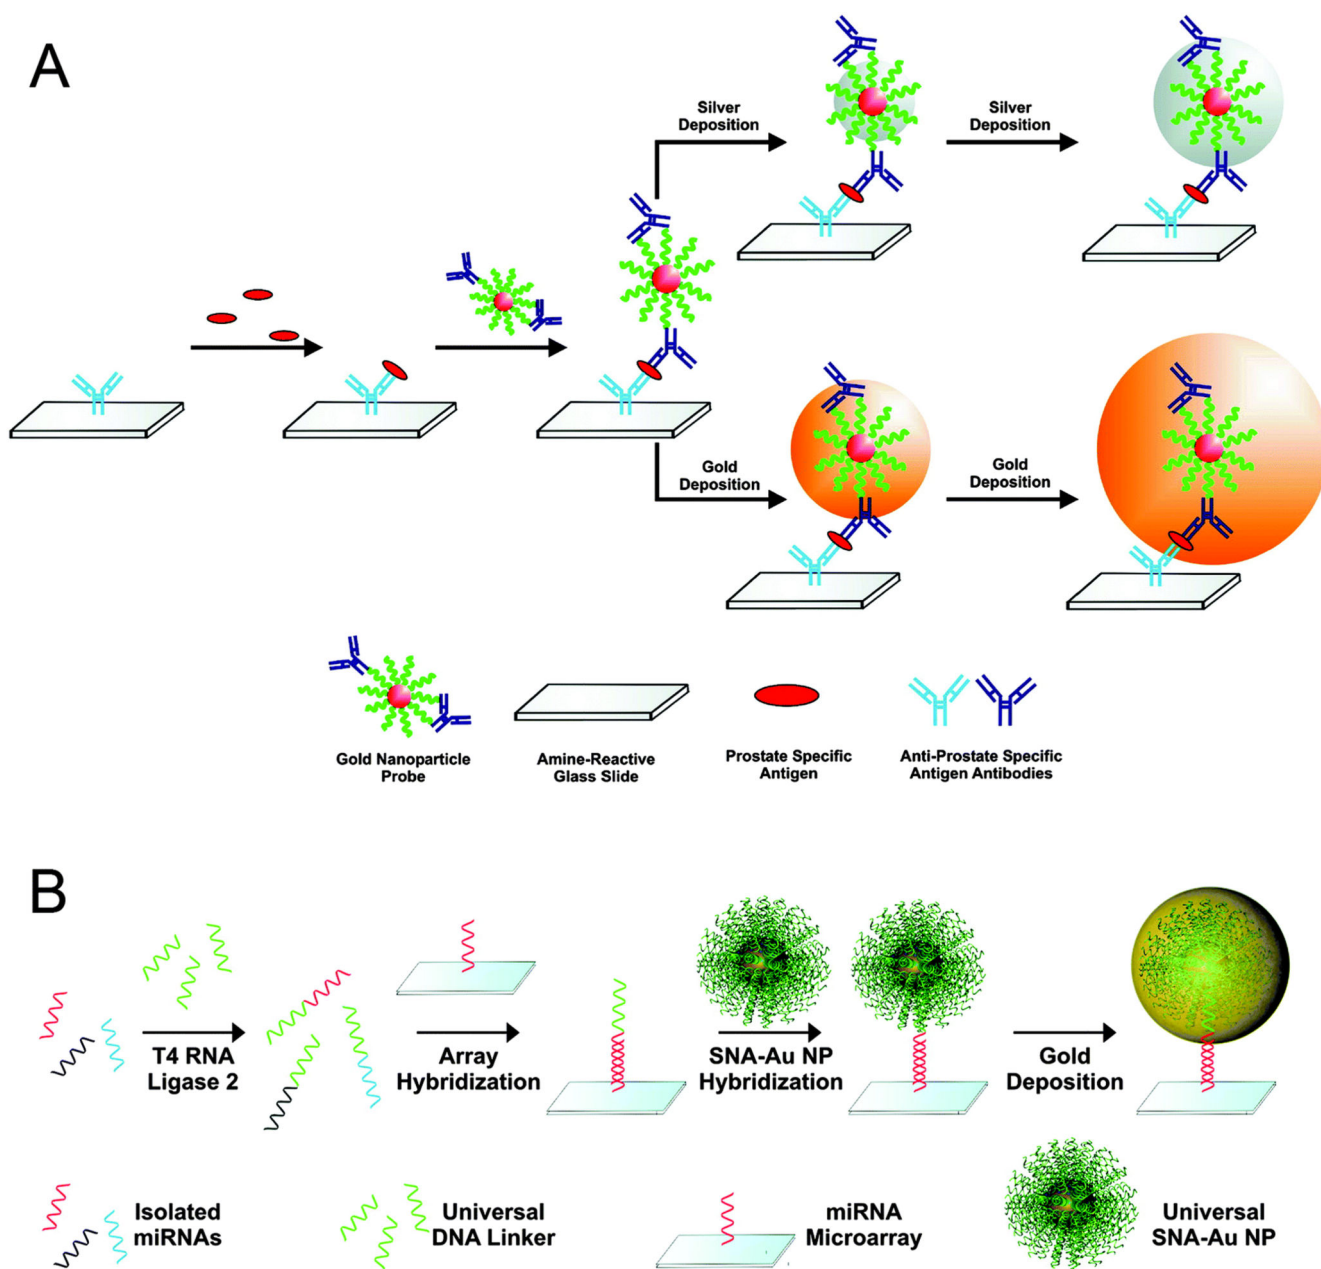 A
Silver
Deposition
Silver
Deposition
Gold
Deposition
Gold
Deposition
Gold Nanoparticle
Probe
Amine-Reactive
Glass Slide
Prostate Specific
Antigen
Anti-Prostate Specific
Antigen Antibodies
B
T4 RNA
Ligase 2
Array
Hybridization
SNA-Au NP
Hybridization
Gold
Deposition
Isolated
miRNAs
Universal
DNA Linker
miRNA
Microarray
Universal
SNA-Au NP